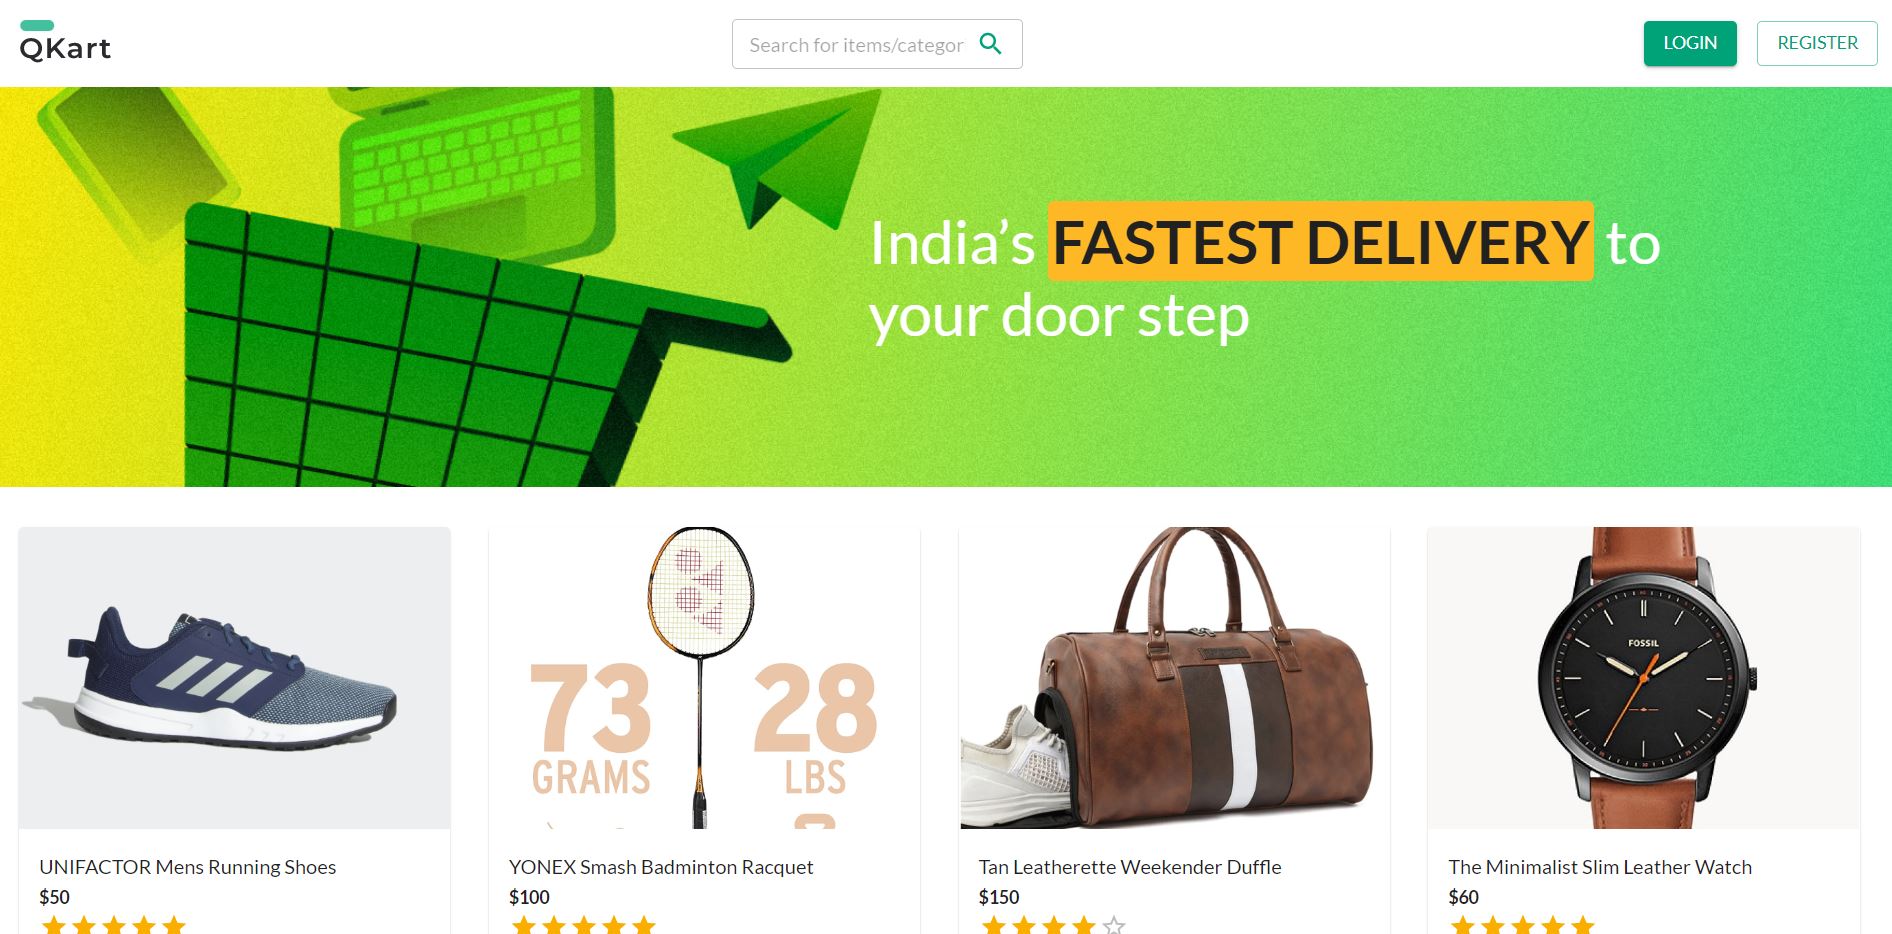 QKart
Search for items/categor
LOGIN
REGISTER
India’s FASTEST DELIVERY to
your door step
73
GRAMS
28
LBS
FOSSIL
UNIFACTOR Mens Running Shoes
$50
YONEX Smash Badminton Racquet
$100
Tan Leatherette Weekender Duffle
$150
The Minimalist Slim Leather Watch
$60